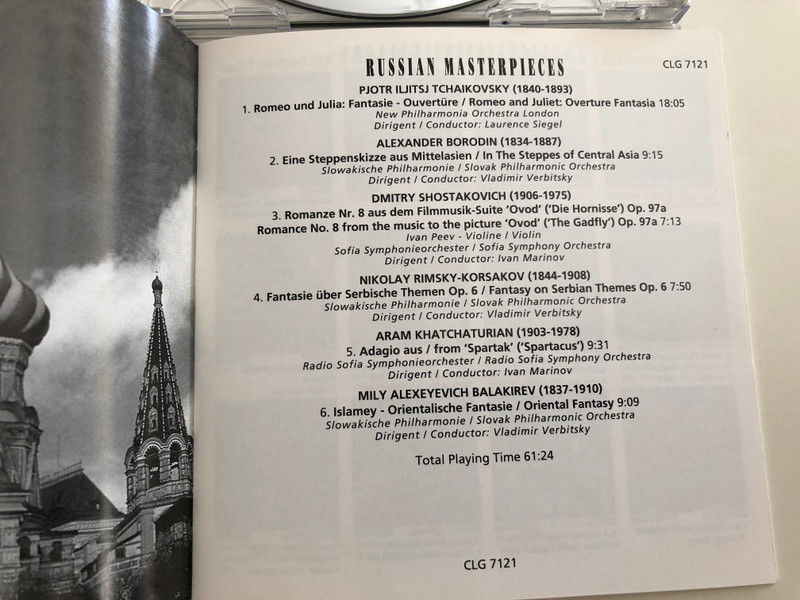 RUSSIAN MASTERPIECES
CLG 7121
PJOTR ILJITSJ TCHAIKOVSKY (1840-1893)
1. Romeo und Julia: Fantasie - Ouvertüre / Romeo and Juliet: Overture Fantasia 18:05
New Philharmonia Orchestra London
Dirigent / Conductor: Laurence Siegel
ALEXANDER BORODIN (1834-1887)
2. Eine Steppenskizze aus Mittelasien / In The Steppes of Central Asia 9:15
Slowakische Philharmonie / Slovak Philharmonic Orchestra
Dirigent / Conductor: Vladimir Verbitsky
DMITRY SHOSTAKOVICH (1906-1975)
3. Romanze Nr. 8 aus dem Filmmusik-Suite ‘Ovod’ (‘Die Hornisse’) Op. 97a
Romance No. 8 from the music to the picture ‘Ovod’ (‘The Gadfly’) Op. 97a 7:13
Ivan Peev - Violine / Violin
Sofia Symfonieorchester / Sofia Symphony Orchestra
Dirigent / Conductor: Ivan Marinov
NIKOLAY RIMSKY-KORSAKOV (1844-1908)
4. Fantasie über Serbische Themen Op. 6 / Fantasy on Serbian Themes Op. 6 7:50
Slowakische Philharmonie / Slovak Philharmonic Orchestra
Dirigent / Conductor: Vladimir Verbitsky
ARAM KHATCHATURIAN (1903-1978)
5. Adagio aus / from ‘Spartak’ (‘Spartacus’) 9:31
Radio Sofia Symphonieorchester / Radio Sofia Symphony Orchestra
Dirigent / Conductor: Ivan Marinov
MILY ALEXEYEVICH BALAKIREV (1837-1910)
6. Islamey - Orientalische Fantasie / Oriental Fantasy 9:09
Slowakische Philharmonie / Slovak Philharmonic Orchestra
Dirigent / Conductor: Vladimir Verbitsky
Total Playing Time 61:24
CLG 7121